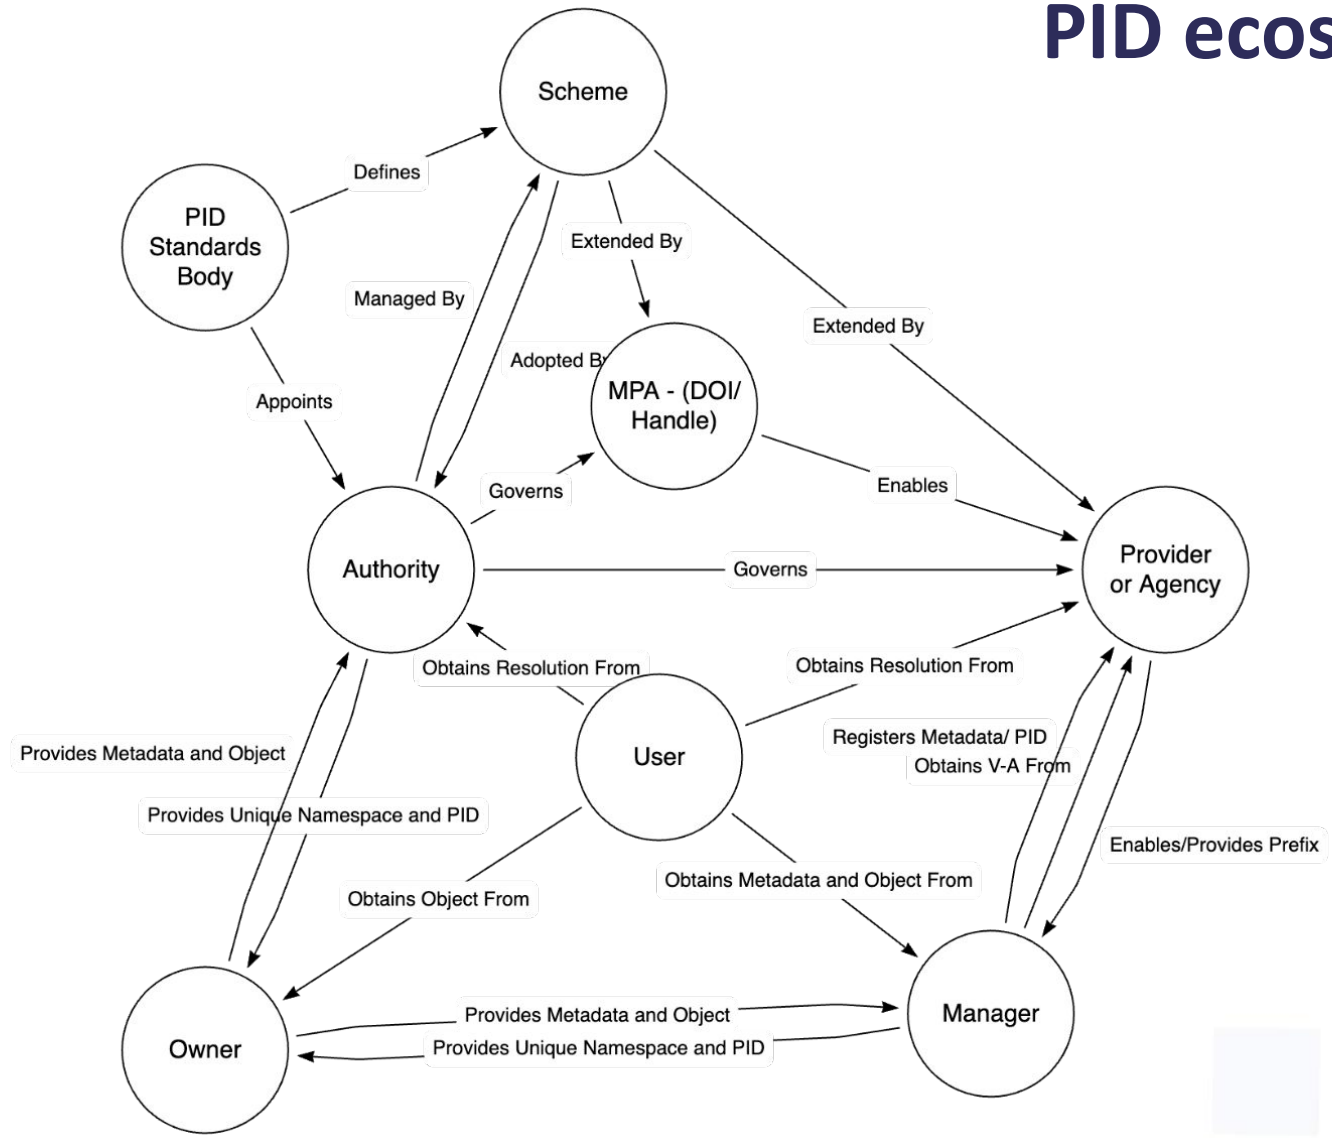 PID ecos
Scheme
Defines
PID
Standards
Body
Extended By
Managed By
Extended By
Adopted By
MPA - (DOI/
Handle)
Appoints
Governs
Enables
Authority
Governs
Provider
or Agency
Obtains Resolution From
Obtains Resolution From
Provides Metadata and Object
User
Registers Metadata/ PID
Obtains V-A From
Provides Unique Namespace and PID
Enables/Provides Prefix
Obtains Metadata and Object From
Obtains Object From
Provides Metadata and Object
Manager
Owner
Provides Unique Namespace and PID